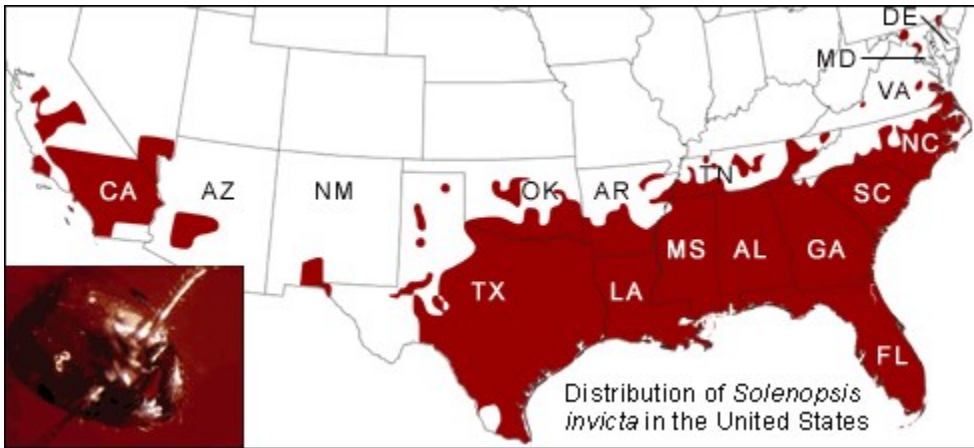 DE
MD
VA
NC
CA
AZ
NM
OK
AR
TN
SC
MS
AL
GA
TX
LA
FL
Distribution of Solenopsis
invicta in the United States